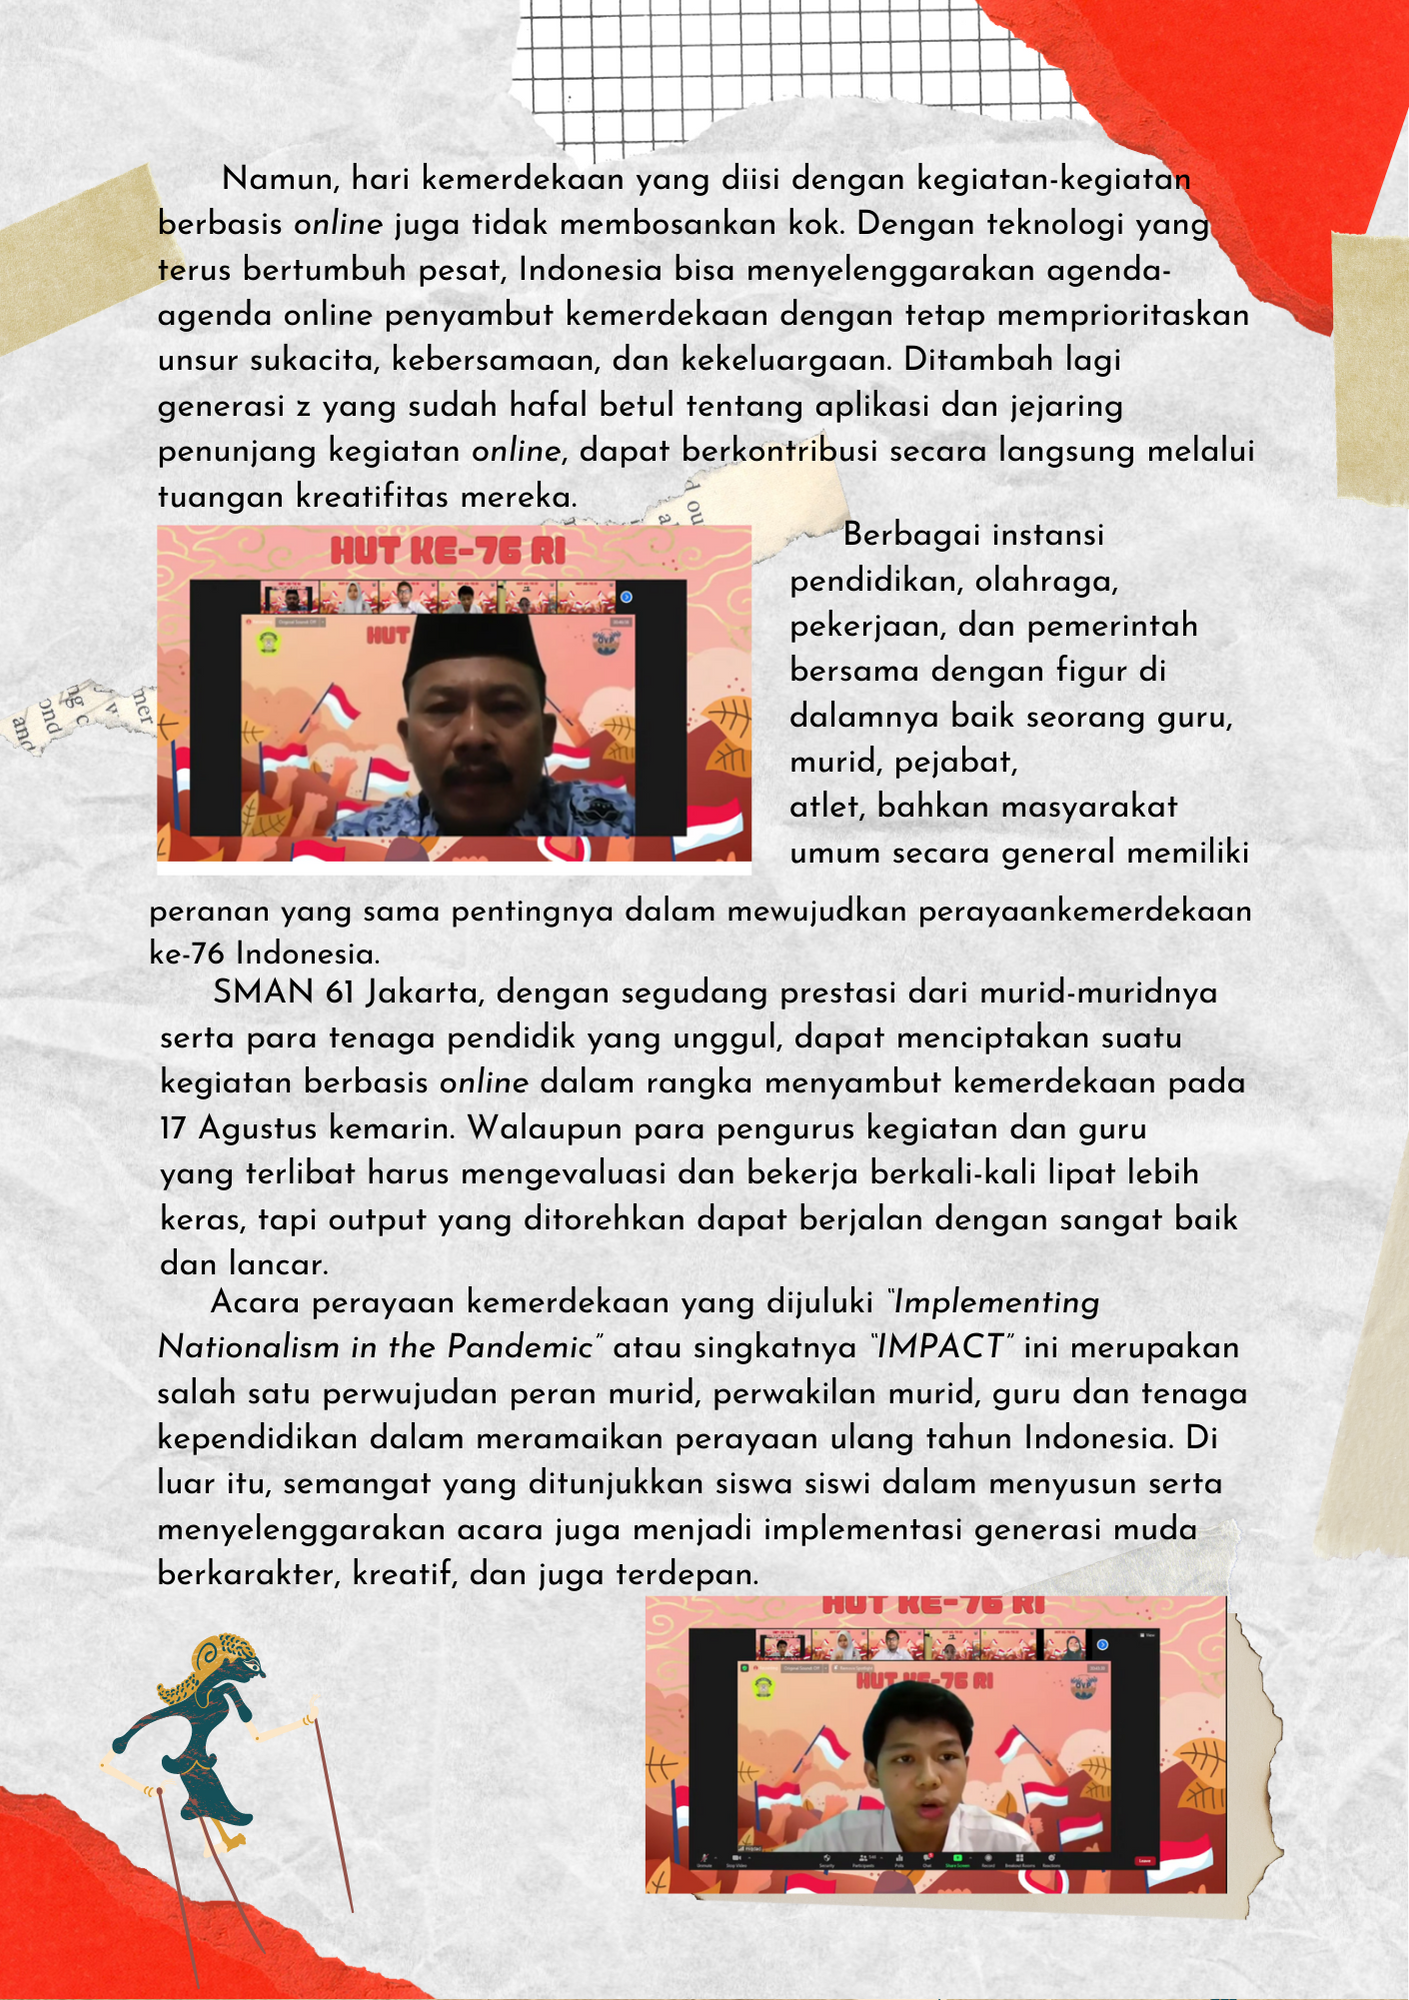 Namun, hari kemerdekaan yang diisi dengan kegiatan-kegiatan
berbasis online juga tidak membosankan kok. Dengan teknologi yang
terus bertumbuh pesat, Indonesia bisa menyelenggarakan agenda-
agenda online penyambut kemerdekaan dengan tetap memprioritaskan
unsur sukacita, kebersamaan, dan kekeluargaan. Ditambah lagi
generasi z yang sudah hafal betul tentang aplikasi dan jejaring
penunjang kegiatan online, dapat berkontribusi secara langsung melalui
tuangan kreatifitas mereka.
HUT KE-76 RI
HUT
Berbagai instansi
pendidikan, olahraga,
pekerjaan, dan pemerintah
bersama dengan figur di
dalamnya baik seorang guru,
murid, pejabat,
atlet, bahkan masyarakat
umum secara general memiliki
peranan yang sama pentingnya dalam mewujudkan perayaankemerdekaan
ke-76 Indonesia.
SMAN 61 Jakarta, dengan segudang prestasi dari murid-muridnya
serta para tenaga pendidik yang unggul, dapat menciptakan suatu
kegiatan berbasis online dalam rangka menyambut kemerdekaan pada
17 Agustus kemarin. Walaupun para pengurus kegiatan dan guru
yang terlibat harus mengevaluasi dan bekerja berkali-kali lipat lebih
keras, tapi output yang ditorehkan dapat berjalan dengan sangat baik
dan lancar.
Acara perayaan kemerdekaan yang dijuluki “Implementing
Nationalism in the Pandemic” atau singkatnya “IMPACT” ini merupakan
salah satu perwujudan peran murid, perwakilan murid, guru dan tenaga
kependidikan dalam meramaikan perayaan ulang tahun Indonesia. Di
luar itu, semangat yang ditunjukkan siswa siswi dalam menyusun serta
menyelenggarakan acara juga menjadi implementasi generasi muda
berkarakter, kreatif, dan juga terdepan.
HUT KE-76 RI
HUT KE-76 RI